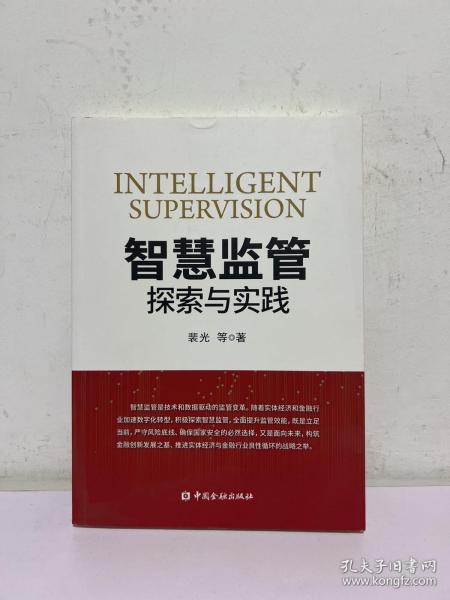 INTELLIGENT
SUPERVISION
智慧监管
探索与实践
裴光 等◎著
智慧监管是技术和数据驱动的监管变革。随着实体经济和金融行
业加速数字化转型，积极探索智慧监管，全面提升监管效能，既是立足
当前，严守风险底线、确保国家安全的必然选择，又是面向未来，构筑
金融创新发展之基、推进实体经济与金融行业良性循环的战略之举。
中国金融出版社
孔夫子旧书网
www.kongfz.com